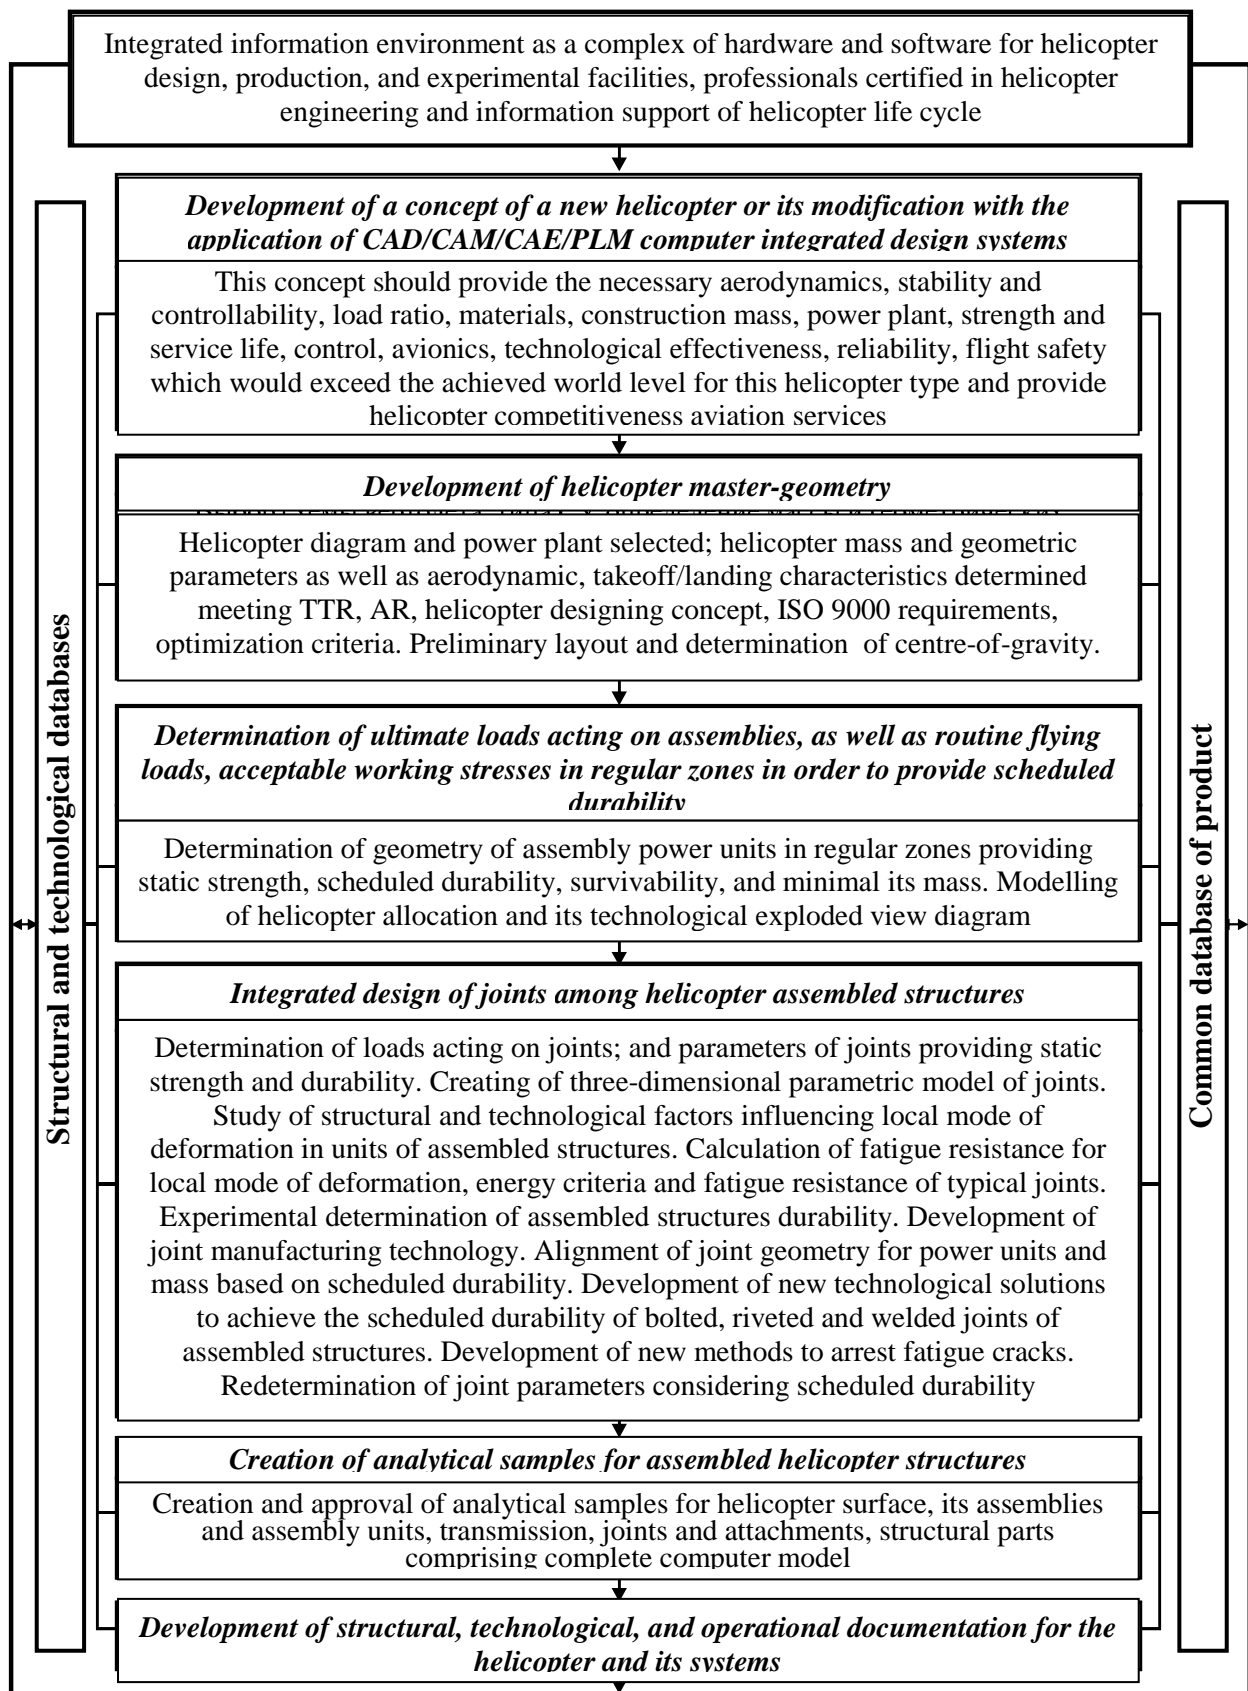 Integrated information environment as a complex of hardware and software for helicopter
design, production, and experimental facilities, professionals certified in helicopter
engineering and information support of helicopter life cycle
Structural and technological databases
Development of a concept of a new helicopter or its modification with the
application of CAD/CAM/CAE/PLM computer integrated design systems
This concept should provide the necessary aerodynamics, stability and
controllability, load ratio, materials, construction mass, power plant, strength and
service life, control, avionics, technological effectiveness, reliability, flight safety
which would exceed the achieved world level for this helicopter type and provide
helicopter competitiveness aviation services
Development of helicopter master-geometry
Helicopter diagram and power plant selected; helicopter mass and geometric
parameters as well as aerodynamic, takeoff/landing characteristics determined
meeting TTR, AR, helicopter designing concept, ISO 9000 requirements,
optimization criteria. Preliminary layout and determination of centre-of-gravity.
Determination of ultimate loads acting on assemblies, as well as routine flying
loads, acceptable working stresses in regular zones in order to provide scheduled
durability
Determination of geometry of assembly power units in regular zones providing
static strength, scheduled durability, survivability, and minimal its mass. Modelling
of helicopter allocation and its technological exploded view diagram
Integrated design of joints among helicopter assembled structures
Determination of loads acting on joints; and parameters of joints providing static
strength and durability. Creating of three-dimensional parametric model of joints.
Study of structural and technological factors influencing local mode of
deformation in units of assembled structures. Calculation of fatigue resistance for
local mode of deformation, energy criteria and fatigue resistance of typical joints.
Experimental determination of assembled structures durability. Development of
joint manufacturing technology. Alignment of joint geometry for power units and
mass based on scheduled durability. Development of new technological solutions
to achieve the scheduled durability of bolted, riveted and welded joints of
assembled structures. Development of new methods to arrest fatigue cracks.
Redetermination of joint parameters considering scheduled durability
Creation of analytical samples for assembled helicopter structures
Creation and approval of analytical samples for helicopter surface, its assemblies
and assembly units, transmission, joints and attachments, structural parts
comprising complete computer model
Development of structural, technological, and operational documentation for the
helicopter and its systems
Common database of product